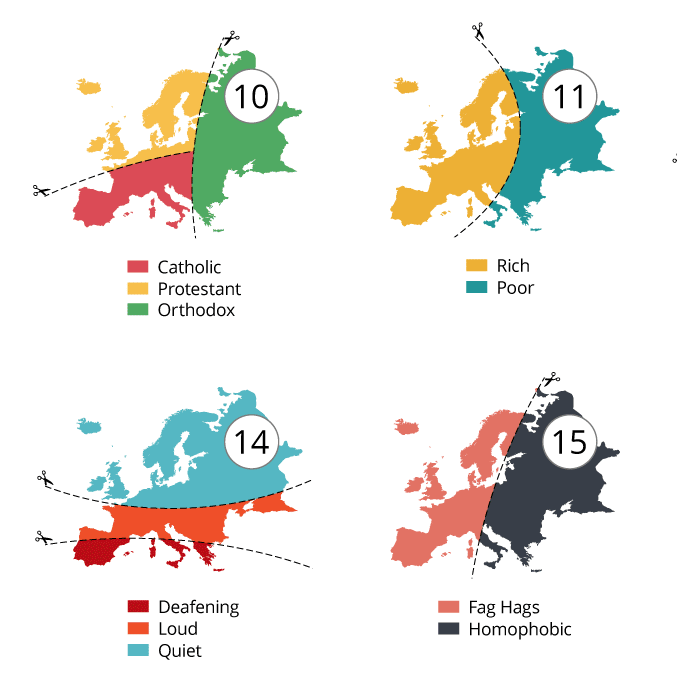 10
11
Catholic
Protestant
Orthodox
Rich
Poor
14
15
Deafening
Loud
Quiet
Fag Hags
Homophobic